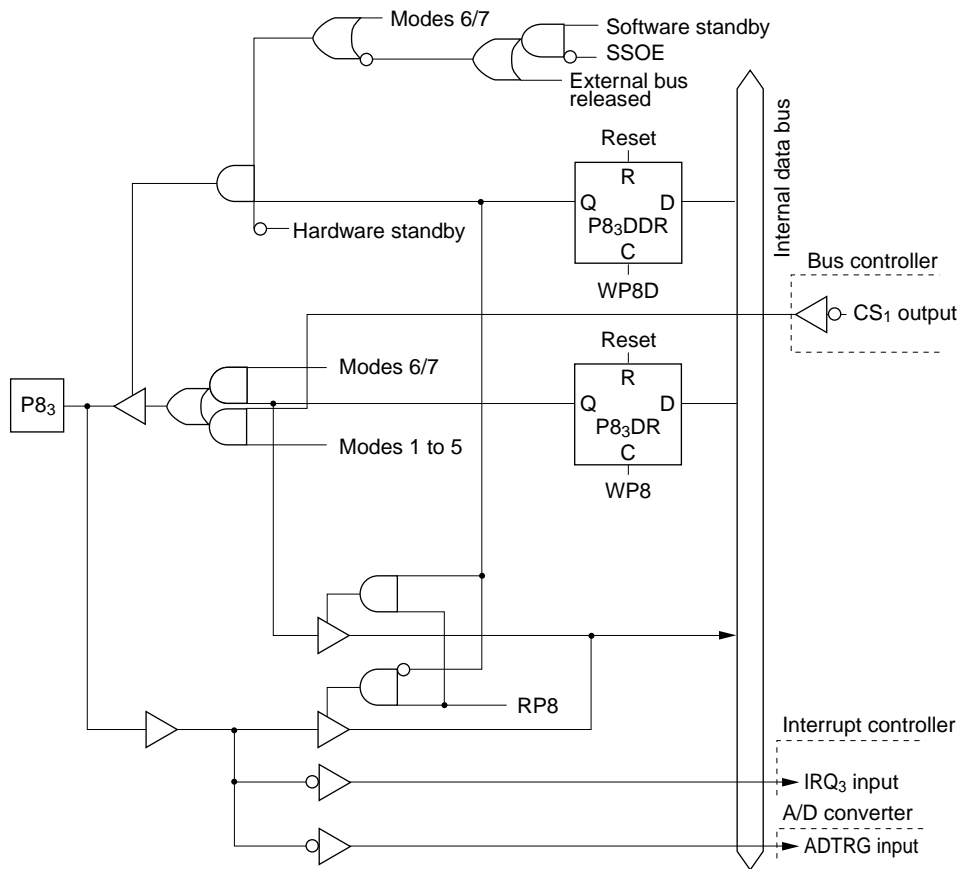 Modes 6/7
Software standby
SSOE
External bus
released
Internal data bus
Reset
R
Q
D
P8₃DDR
C
WP8D
Hardware standby
Bus controller
CS₁ output
Modes 6/7
Reset
R
Q
D
P8₃DR
C
WP8
P8₃
Modes 1 to 5
RP8
Interrupt controller
IRQ₃ input
A/D converter
ADTRG input